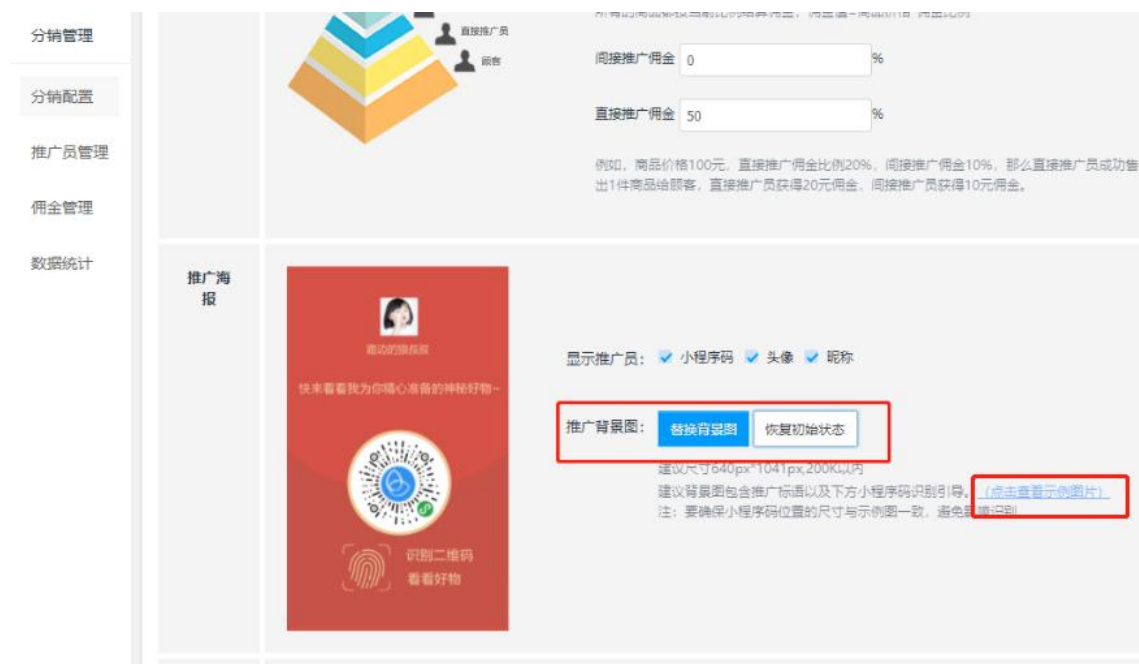 分销管理
分销配置
推广员管理
佣金管理
数据统计
直接推广员
顾客
间接推广佣金 0 %
直接推广佣金 50 %
例如，商品价格100元，直接推广佣金比例20%，间接推广佣金10%，那么直接推广员成功售
出1件商品给顾客，直接推广员获得20元佣金，间接推广员获得10元佣金。
推广海
报
快来看看我为你精心准备的神秘好物~
识别二维码
看看好物
显示推广员： 小程序码 头像 昵称
推广背景图： 替换背景图 恢复初始状态
建议尺寸640px*1041px,200K以内
建议背景图包含推广标语以及下方小程序码识别引导。（点击查看示例图片）
注：要确保小程序码位置的尺寸与示例图一致，避免影响识别